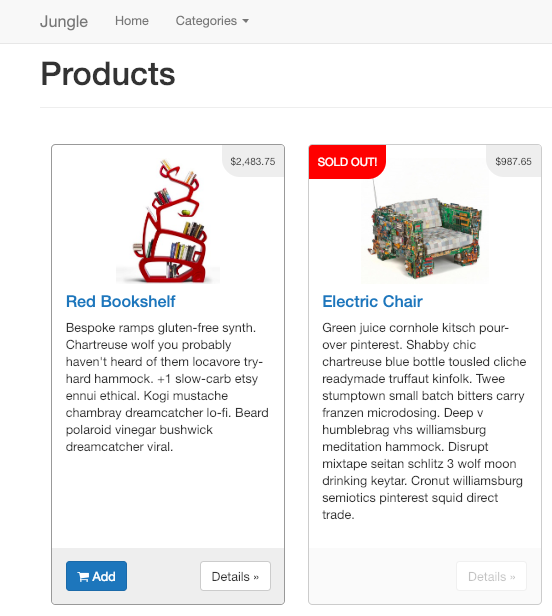 Jungle Home Categories
Products
$2,483.75
Red Bookshelf
Bespoke ramps gluten-free synth.
Chartreuse wolf you probably
haven't heard of them locavore try-
hard hammock. +1 slow-carb etsy
ennui ethical. Kogi mustache
chambray dreamcatcher lo-fi. Beard
polaroid vinegar bushwick
dreamcatcher viral.
Add Details »
SOLD OUT! $987.65
Electric Chair
Green juice cornhole kitsch pour-
over pinterest. Shabby chic
chartreuse blue bottle tousled cliche
readymade truffaut kinfolk. Twee
stumptown small batch bitters carry
franzen microdosing. Deep v
humblebrag vhs williamsburg
meditation hammock. Disrupt
mixtape seitan schlitz 3 wolf moon
drinking keytar. Cronut williamsburg
semiotics pinterest squid direct
trade.
Details »